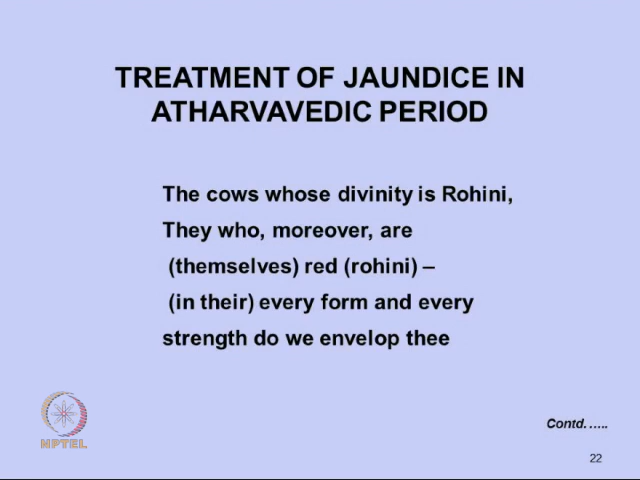 TREATMENT OF JAUNDICE IN
ATHARVAVEDIC PERIOD
The cows whose divinity is Rohini,
They who, moreover, are
(themselves) red (rohini) –
(in their) every form and every
strength do we envelop thee
Contd. .….
NPTEL
22